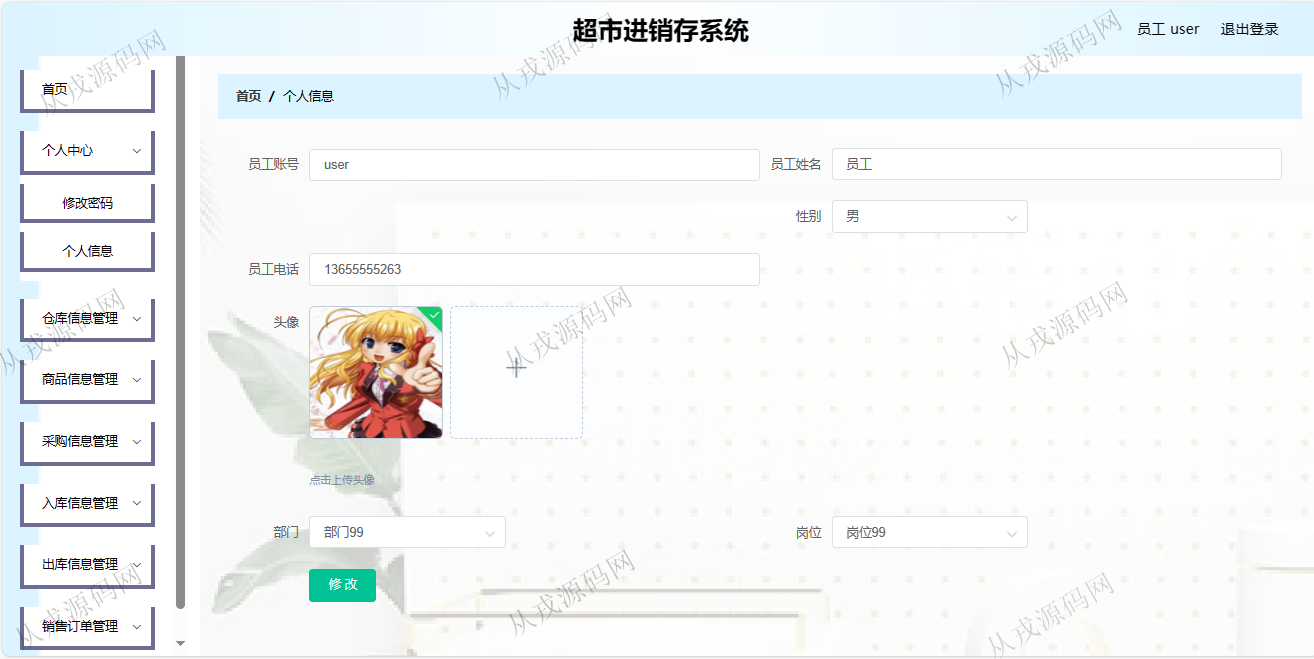 超市进销存系统
员工 user 退出登录
首页
个人中心
修改密码
个人信息
仓库信息管理
商品信息管理
采购信息管理
入库信息管理
出库信息管理
销售订单管理
首页 / 个人信息
员工账号 user 员工姓名 员工
性别 男
员工电话 13655555263
头像
点击上传头像
部门 部门99 岗位 岗位99
修改
从戎源码网
从戎源码网
从戎源码网
从戎源码网
从戎源码网
从戎源码网
从戎源码网
从戎源码网
从戎源码网